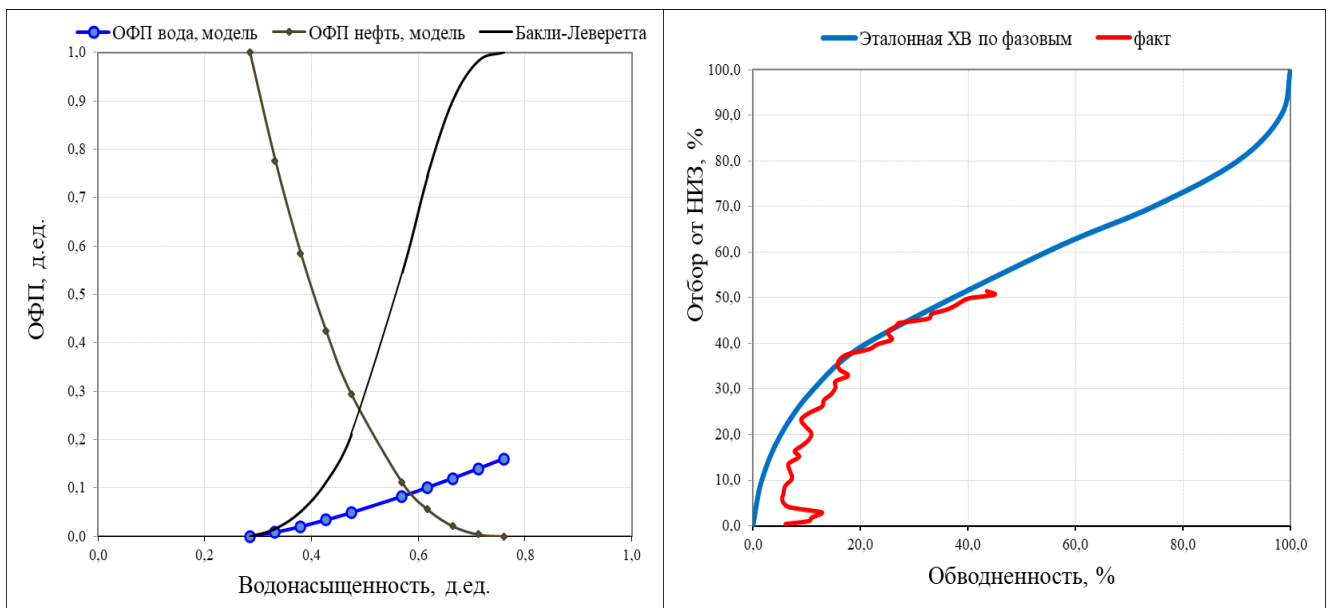 ОФП вода, модель ОФП нефть, модель Бакли-Леверетта
ОФП, д.ед.
1,0
0,9
0,8
0,7
0,6
0,5
0,4
0,3
0,2
0,1
0,0
0,0 0,2 0,4 0,6 0,8 1,0
Водонасыщенность, д.ед.
Эталонная ХВ по фазовым факт
Отбор от НИЗ, %
100,0
90,0
80,0
70,0
60,0
50,0
40,0
30,0
20,0
10,0
0,0
0,0 20,0 40,0 60,0 80,0 100,0
Обводненность, %